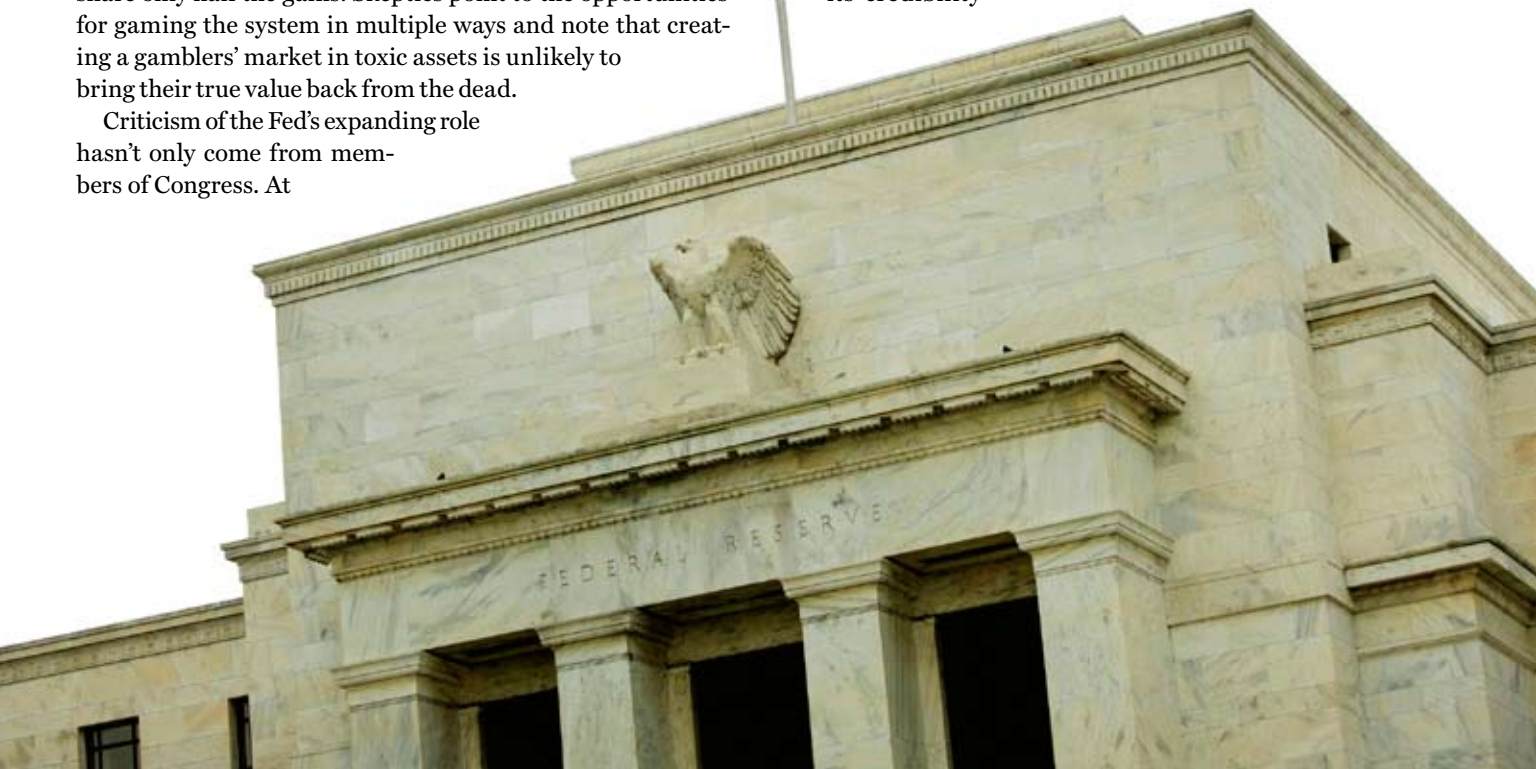 share only half the gains. Skeptics point to the opportunities
for gaming the system in multiple ways and note that creat-
ing a gamblers’ market in toxic assets is unlikely to
bring their true value back from the dead.
Criticism of the Fed’s expanding role
hasn’t only come from mem-
bers of Congress. At
its credibility
FEDERAL RESERVE